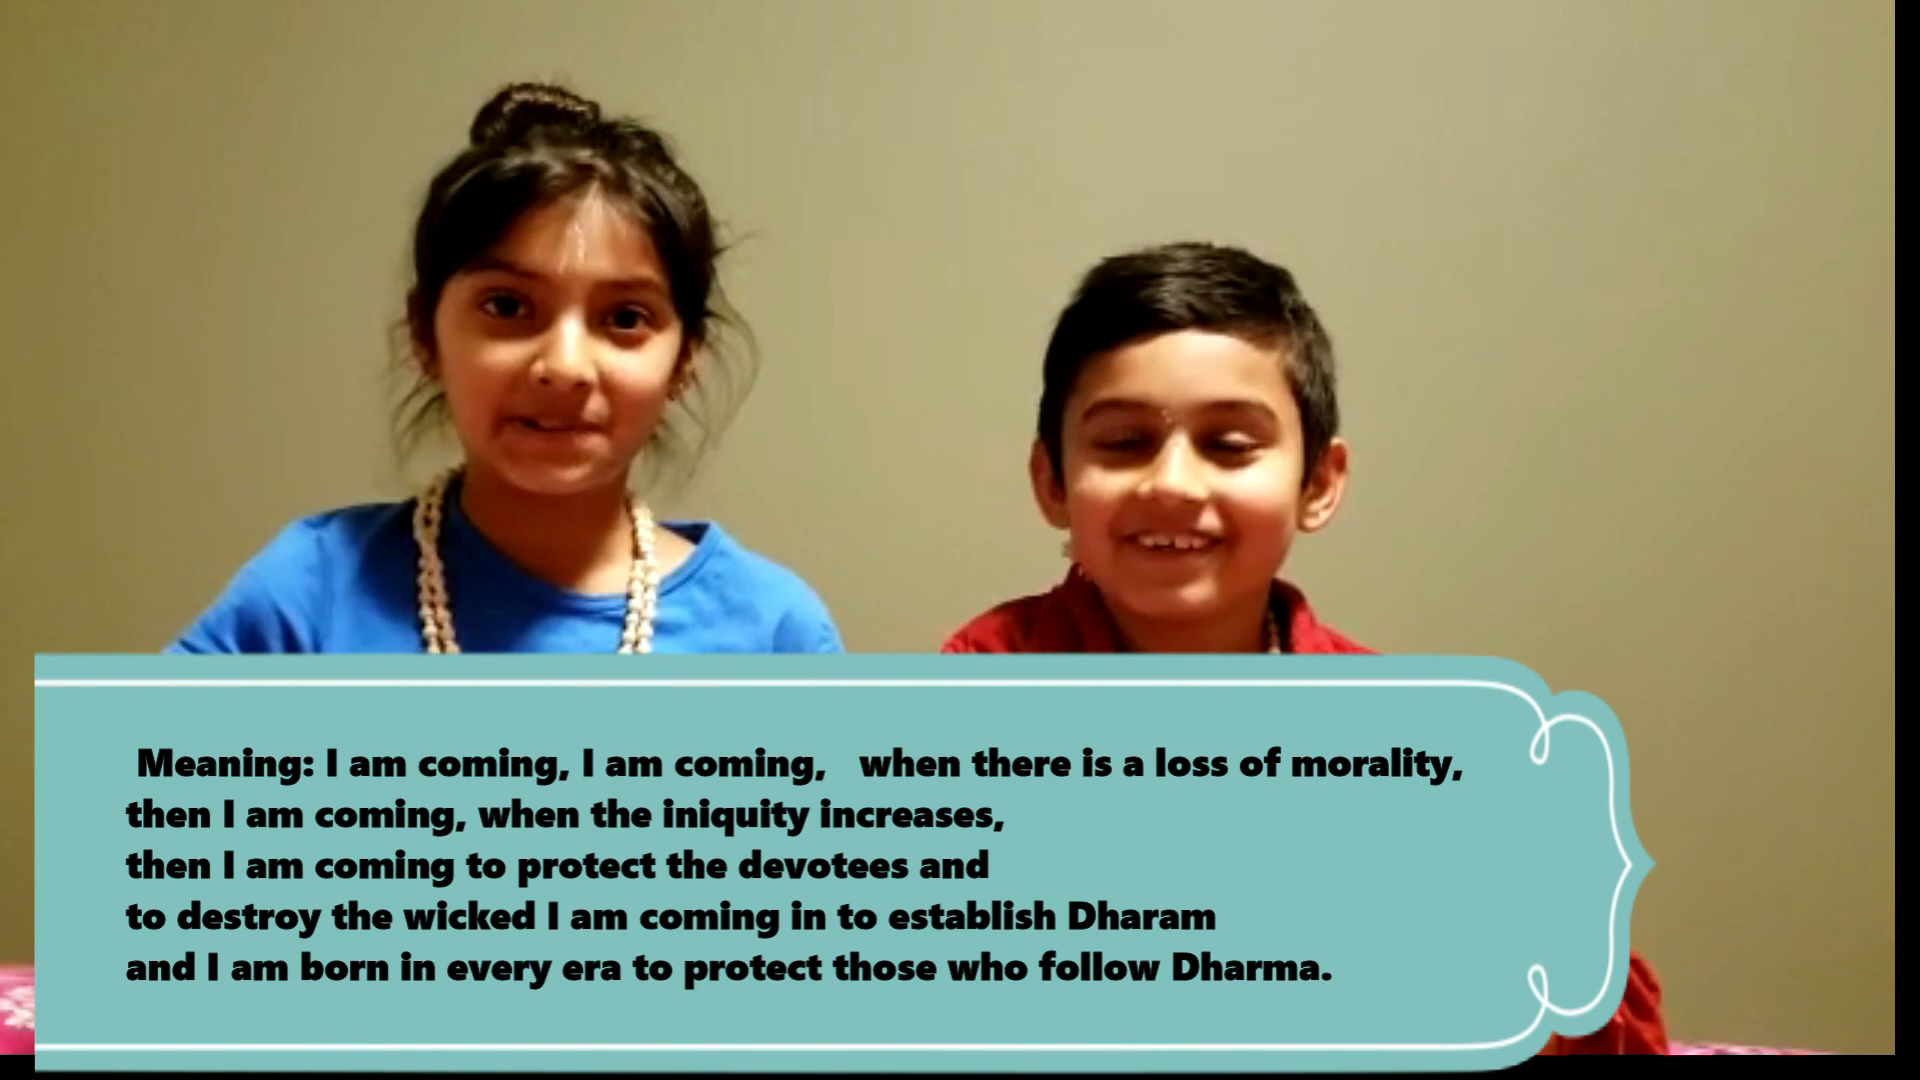 Meaning: I am coming, I am coming, when there is a loss of morality,
then I am coming, when the iniquity increases,
then I am coming to protect the devotees and
to destroy the wicked I am coming in to establish Dharam
and I am born in every era to protect those who follow Dharma.